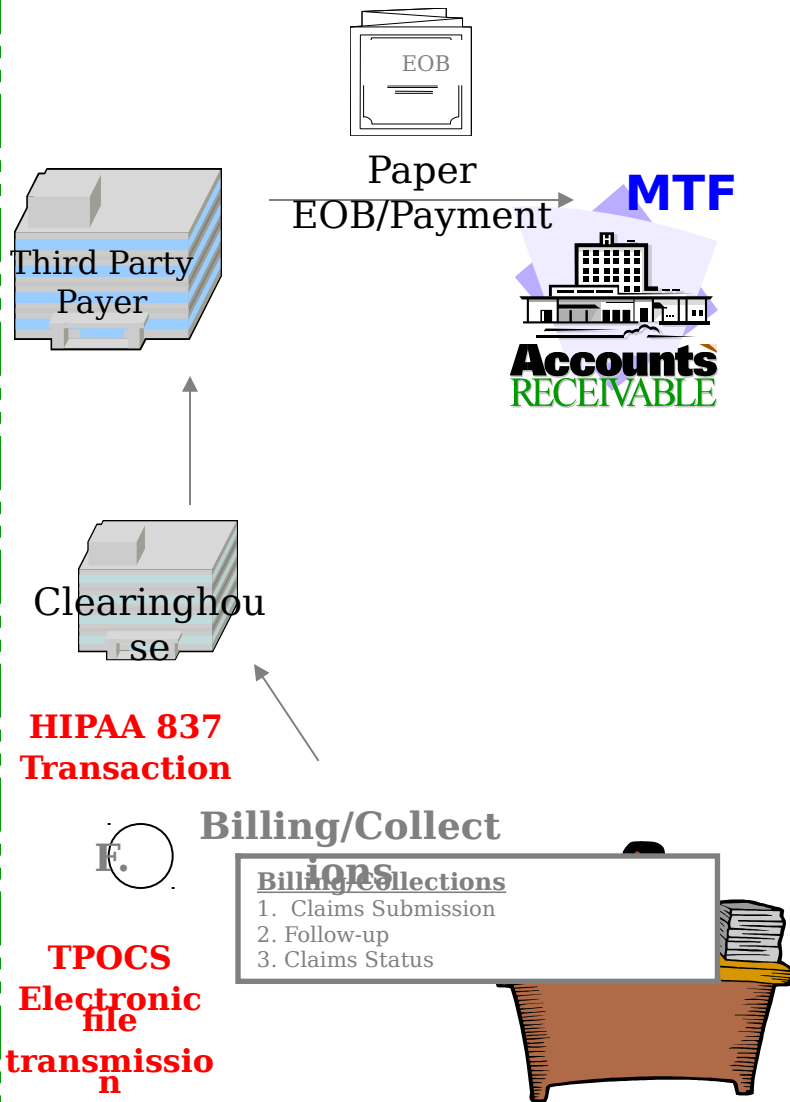 EOB
Paper
EOB/Payment
MTF
Third Party
Payer
Accounts
RECEIVABLE
Clearinghou
se
HIPAA 837
Transaction
Billing/Collect
ions
F.
Billing/Collections
1. Claims Submission
2. Follow-up
3. Claims Status
TPOCS
Electronic
file
transmissio
n